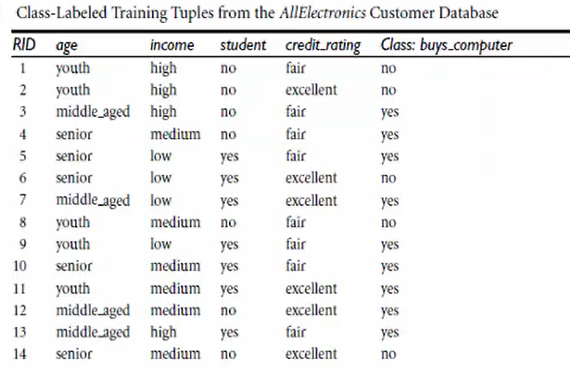 Class-Labeled Training Tuples from the AllElectronics Customer Database
RID age income student credit_rating Class: buys_computer
1 youth high no fair no
2 youth high no excellent no
3 middle_aged high no fair yes
4 senior medium no fair yes
5 senior low yes fair yes
6 senior low yes excellent no
7 middle_aged low yes excellent yes
8 youth medium no fair no
9 youth low yes fair yes
10 senior medium yes fair yes
11 youth medium yes excellent yes
12 middle_aged medium no excellent yes
13 middle_aged high yes fair yes
14 senior medium no excellent no